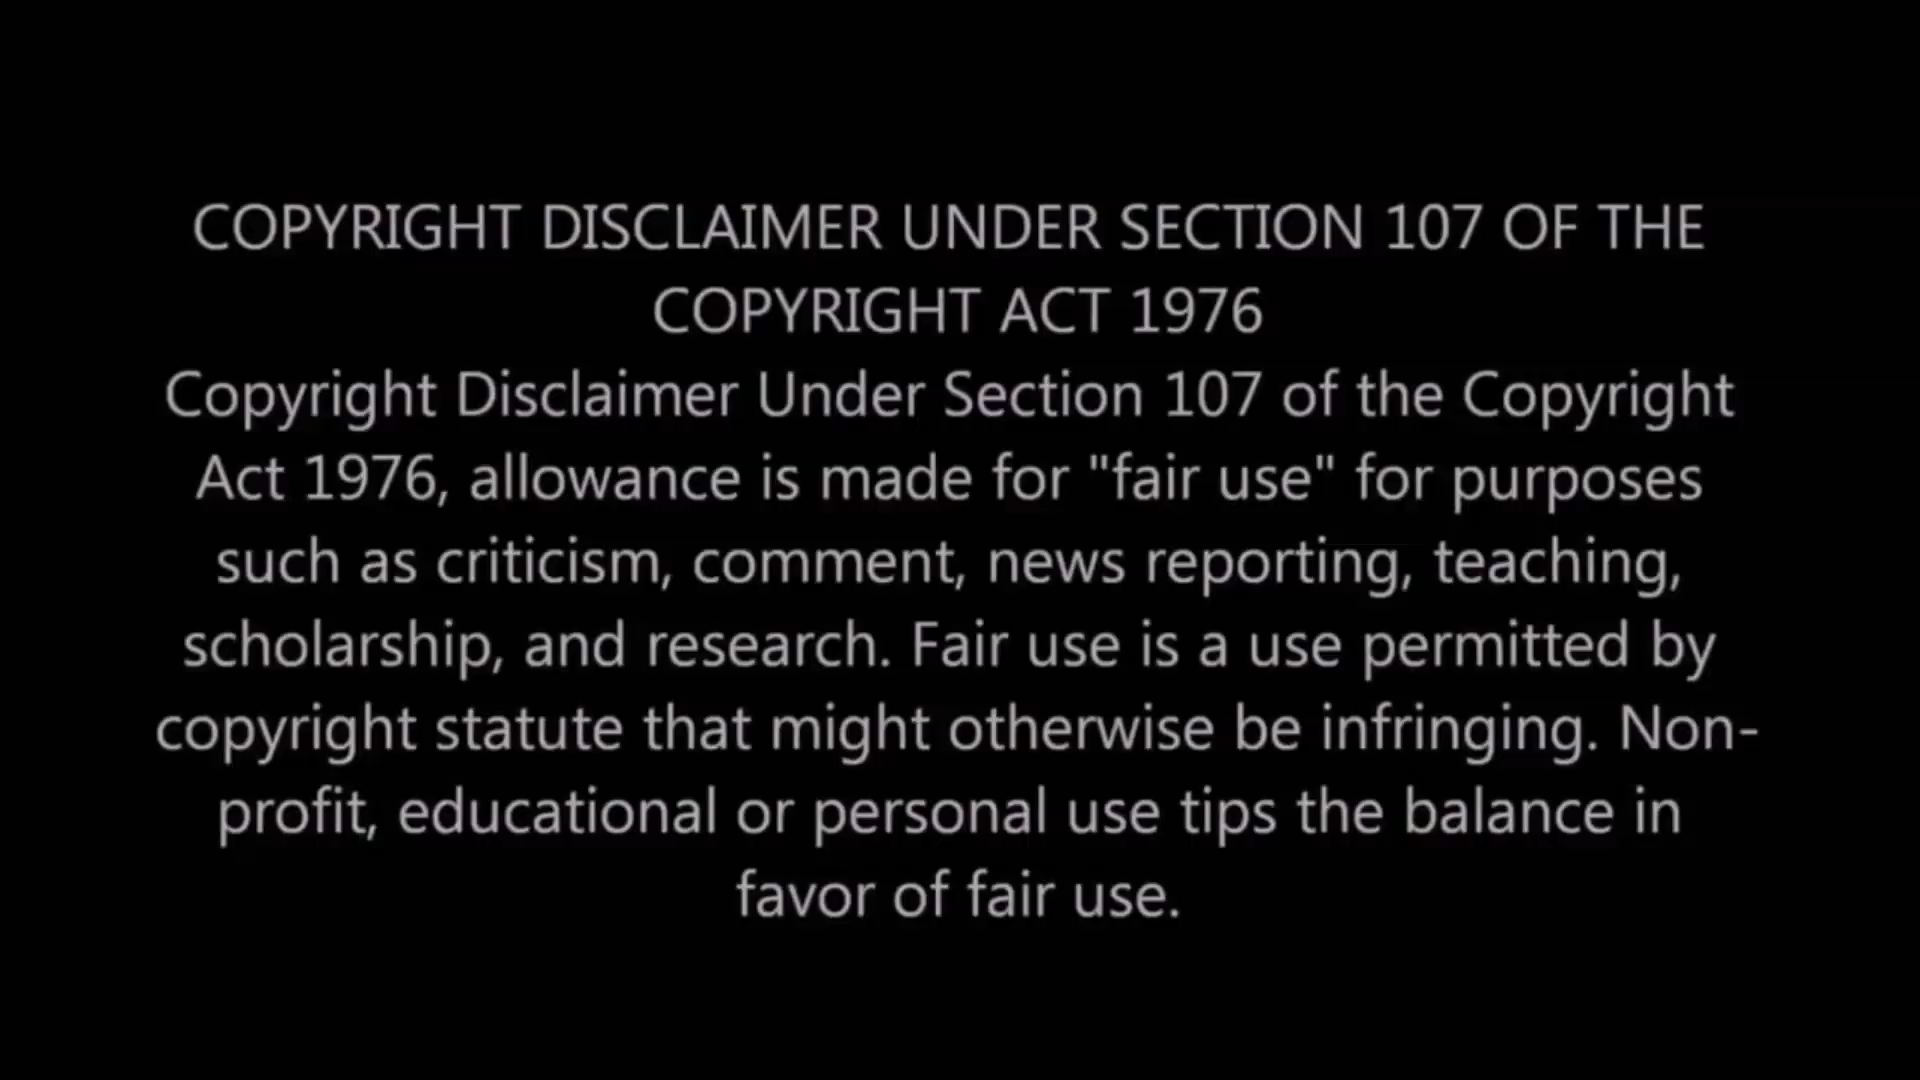 COPYRIGHT DISCLAIMER UNDER SECTION 107 OF THE
COPYRIGHT ACT 1976
Copyright Disclaimer Under Section 107 of the Copyright
Act 1976, allowance is made for "fair use" for purposes
such as criticism, comment, news reporting, teaching,
scholarship, and research. Fair use is a use permitted by
copyright statute that might otherwise be infringing. Non-
profit, educational or personal use tips the balance in
favor of fair use.